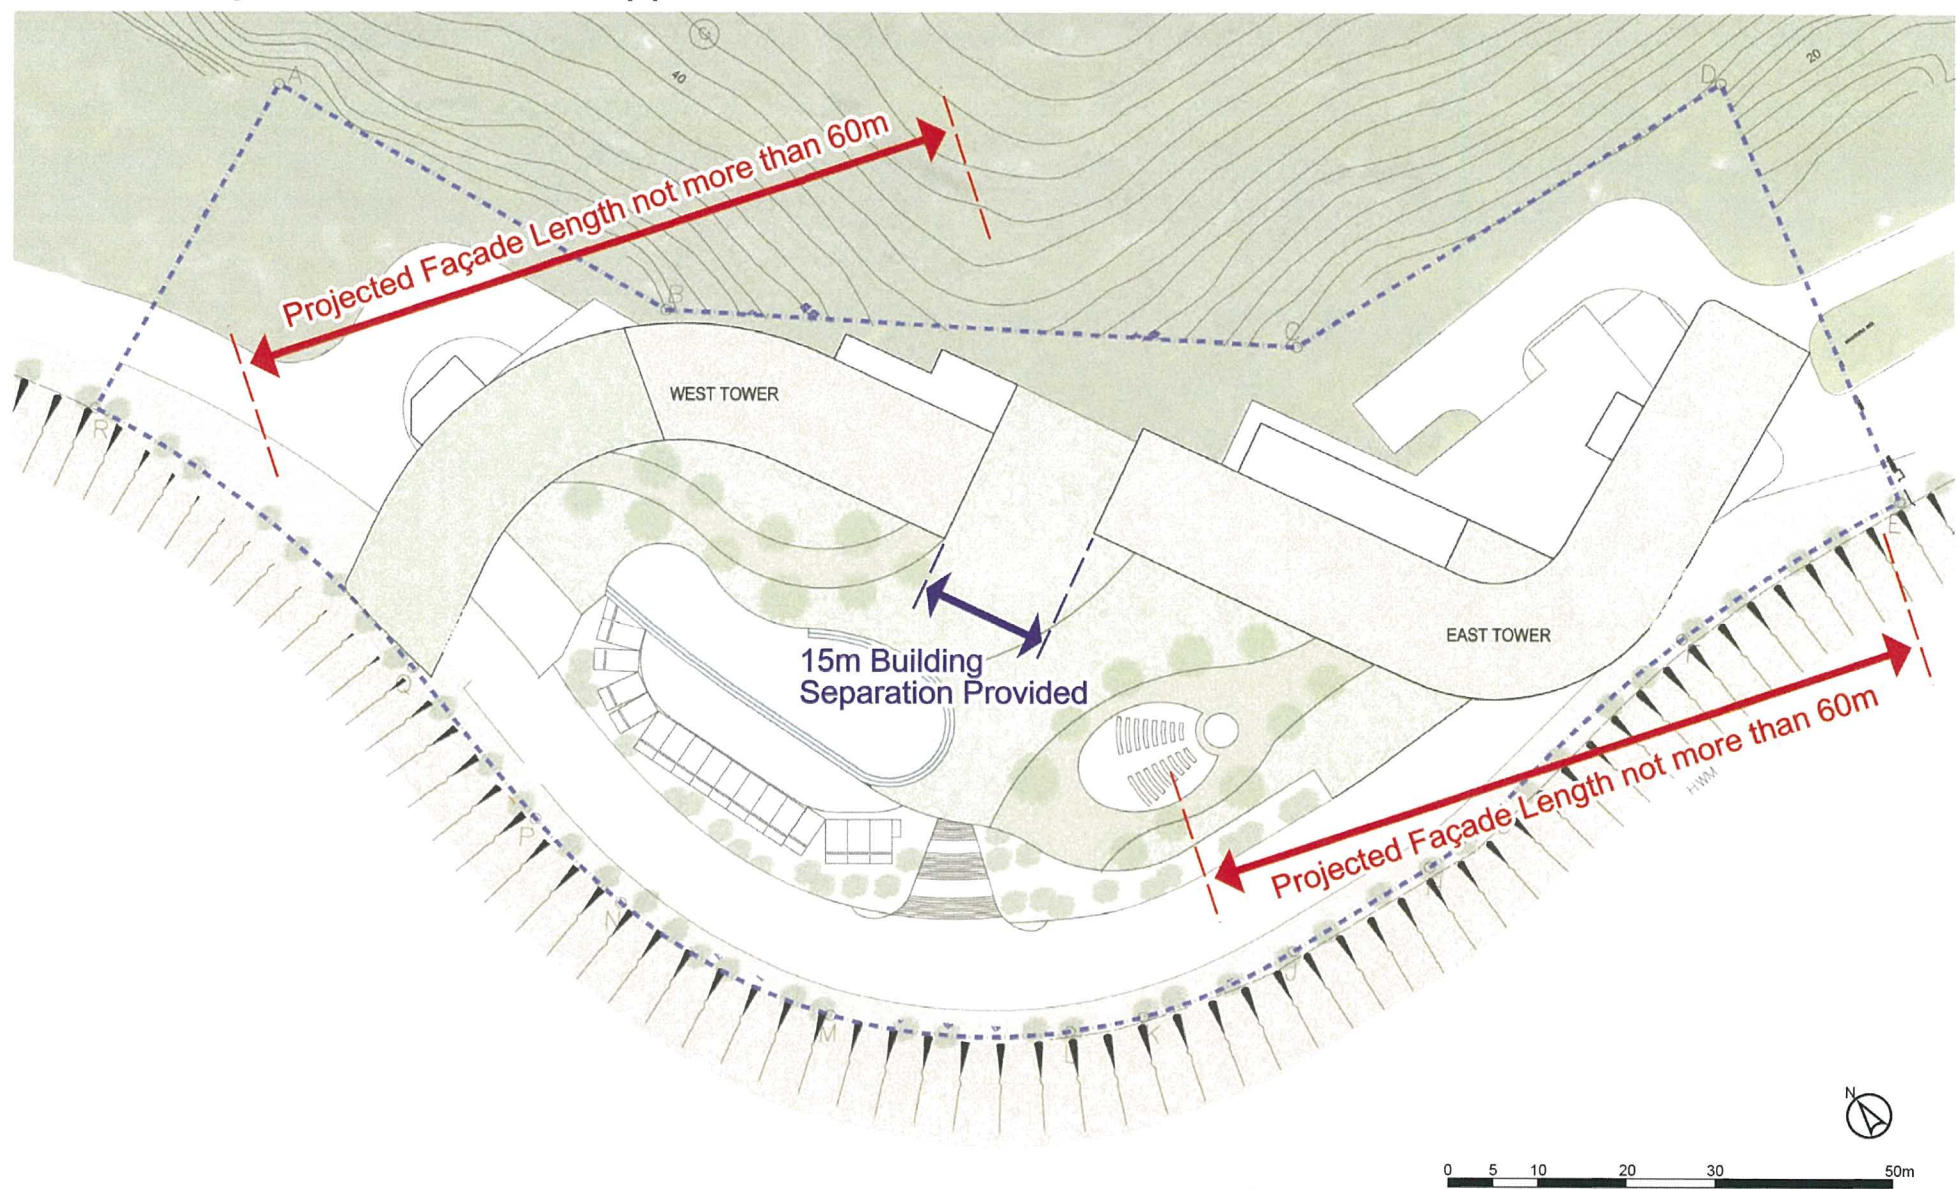 A
40
D
20
Projected Façade Length not more than 60m
B
C
WEST TOWER
R
E
EAST TOWER
15m Building
Separation Provided
Q
Projected Façade Length not more than 60m
HWM
P
N
J
M
K
L
N
0 5 10 20 30 50m